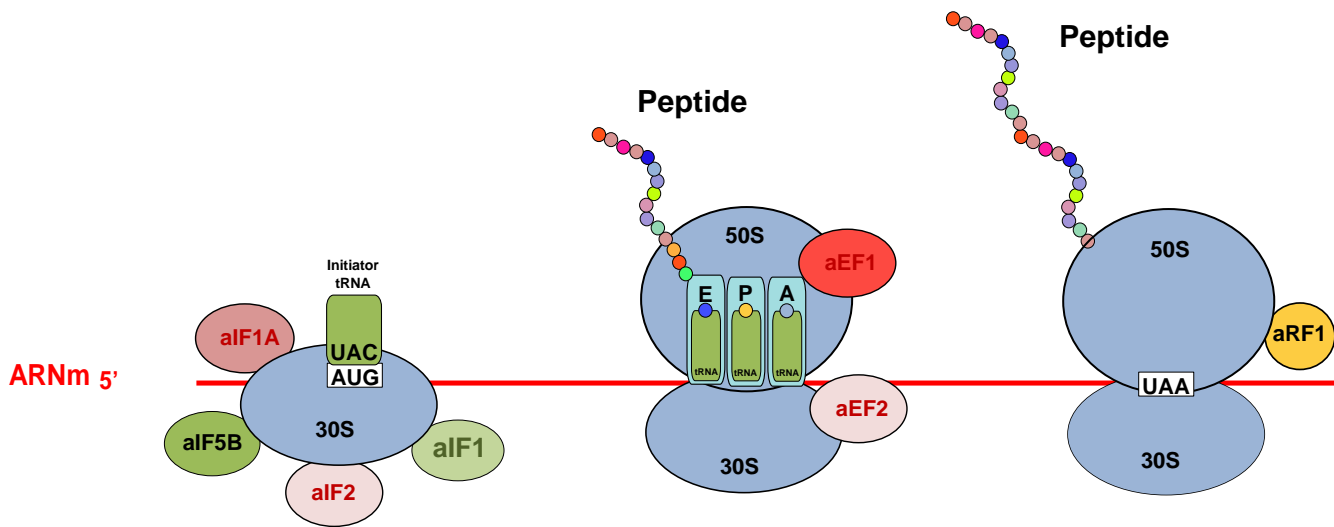 Peptide
Peptide
Initiator
tRNA
aIF1A
UAC
AUG
ARNm 5'
30S
aIF5B
aIF1
aIF2
50S
aEF1
E P A
tRNA tRNA tRNA
aEF2
30S
50S
aRF1
UAA
30S